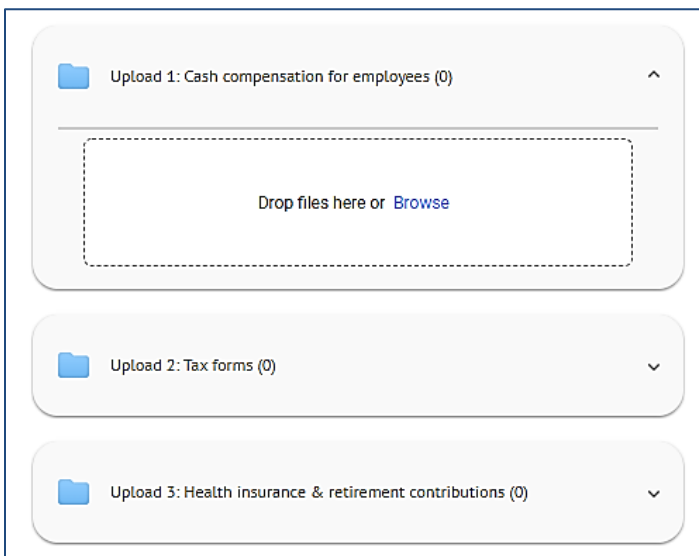 Upload 1: Cash compensation for employees (0)
Drop files here or Browse
Upload 2: Tax forms (0)
Upload 3: Health insurance & retirement contributions (0)